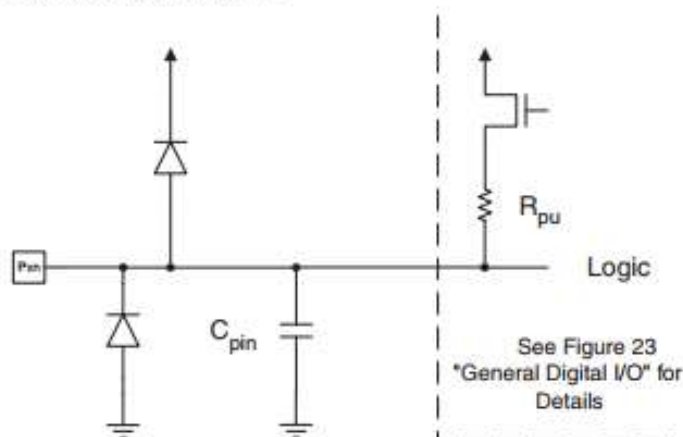 Pxn
Rpu
Logic
Cpin
See Figure 23
"General Digital I/O" for
Details